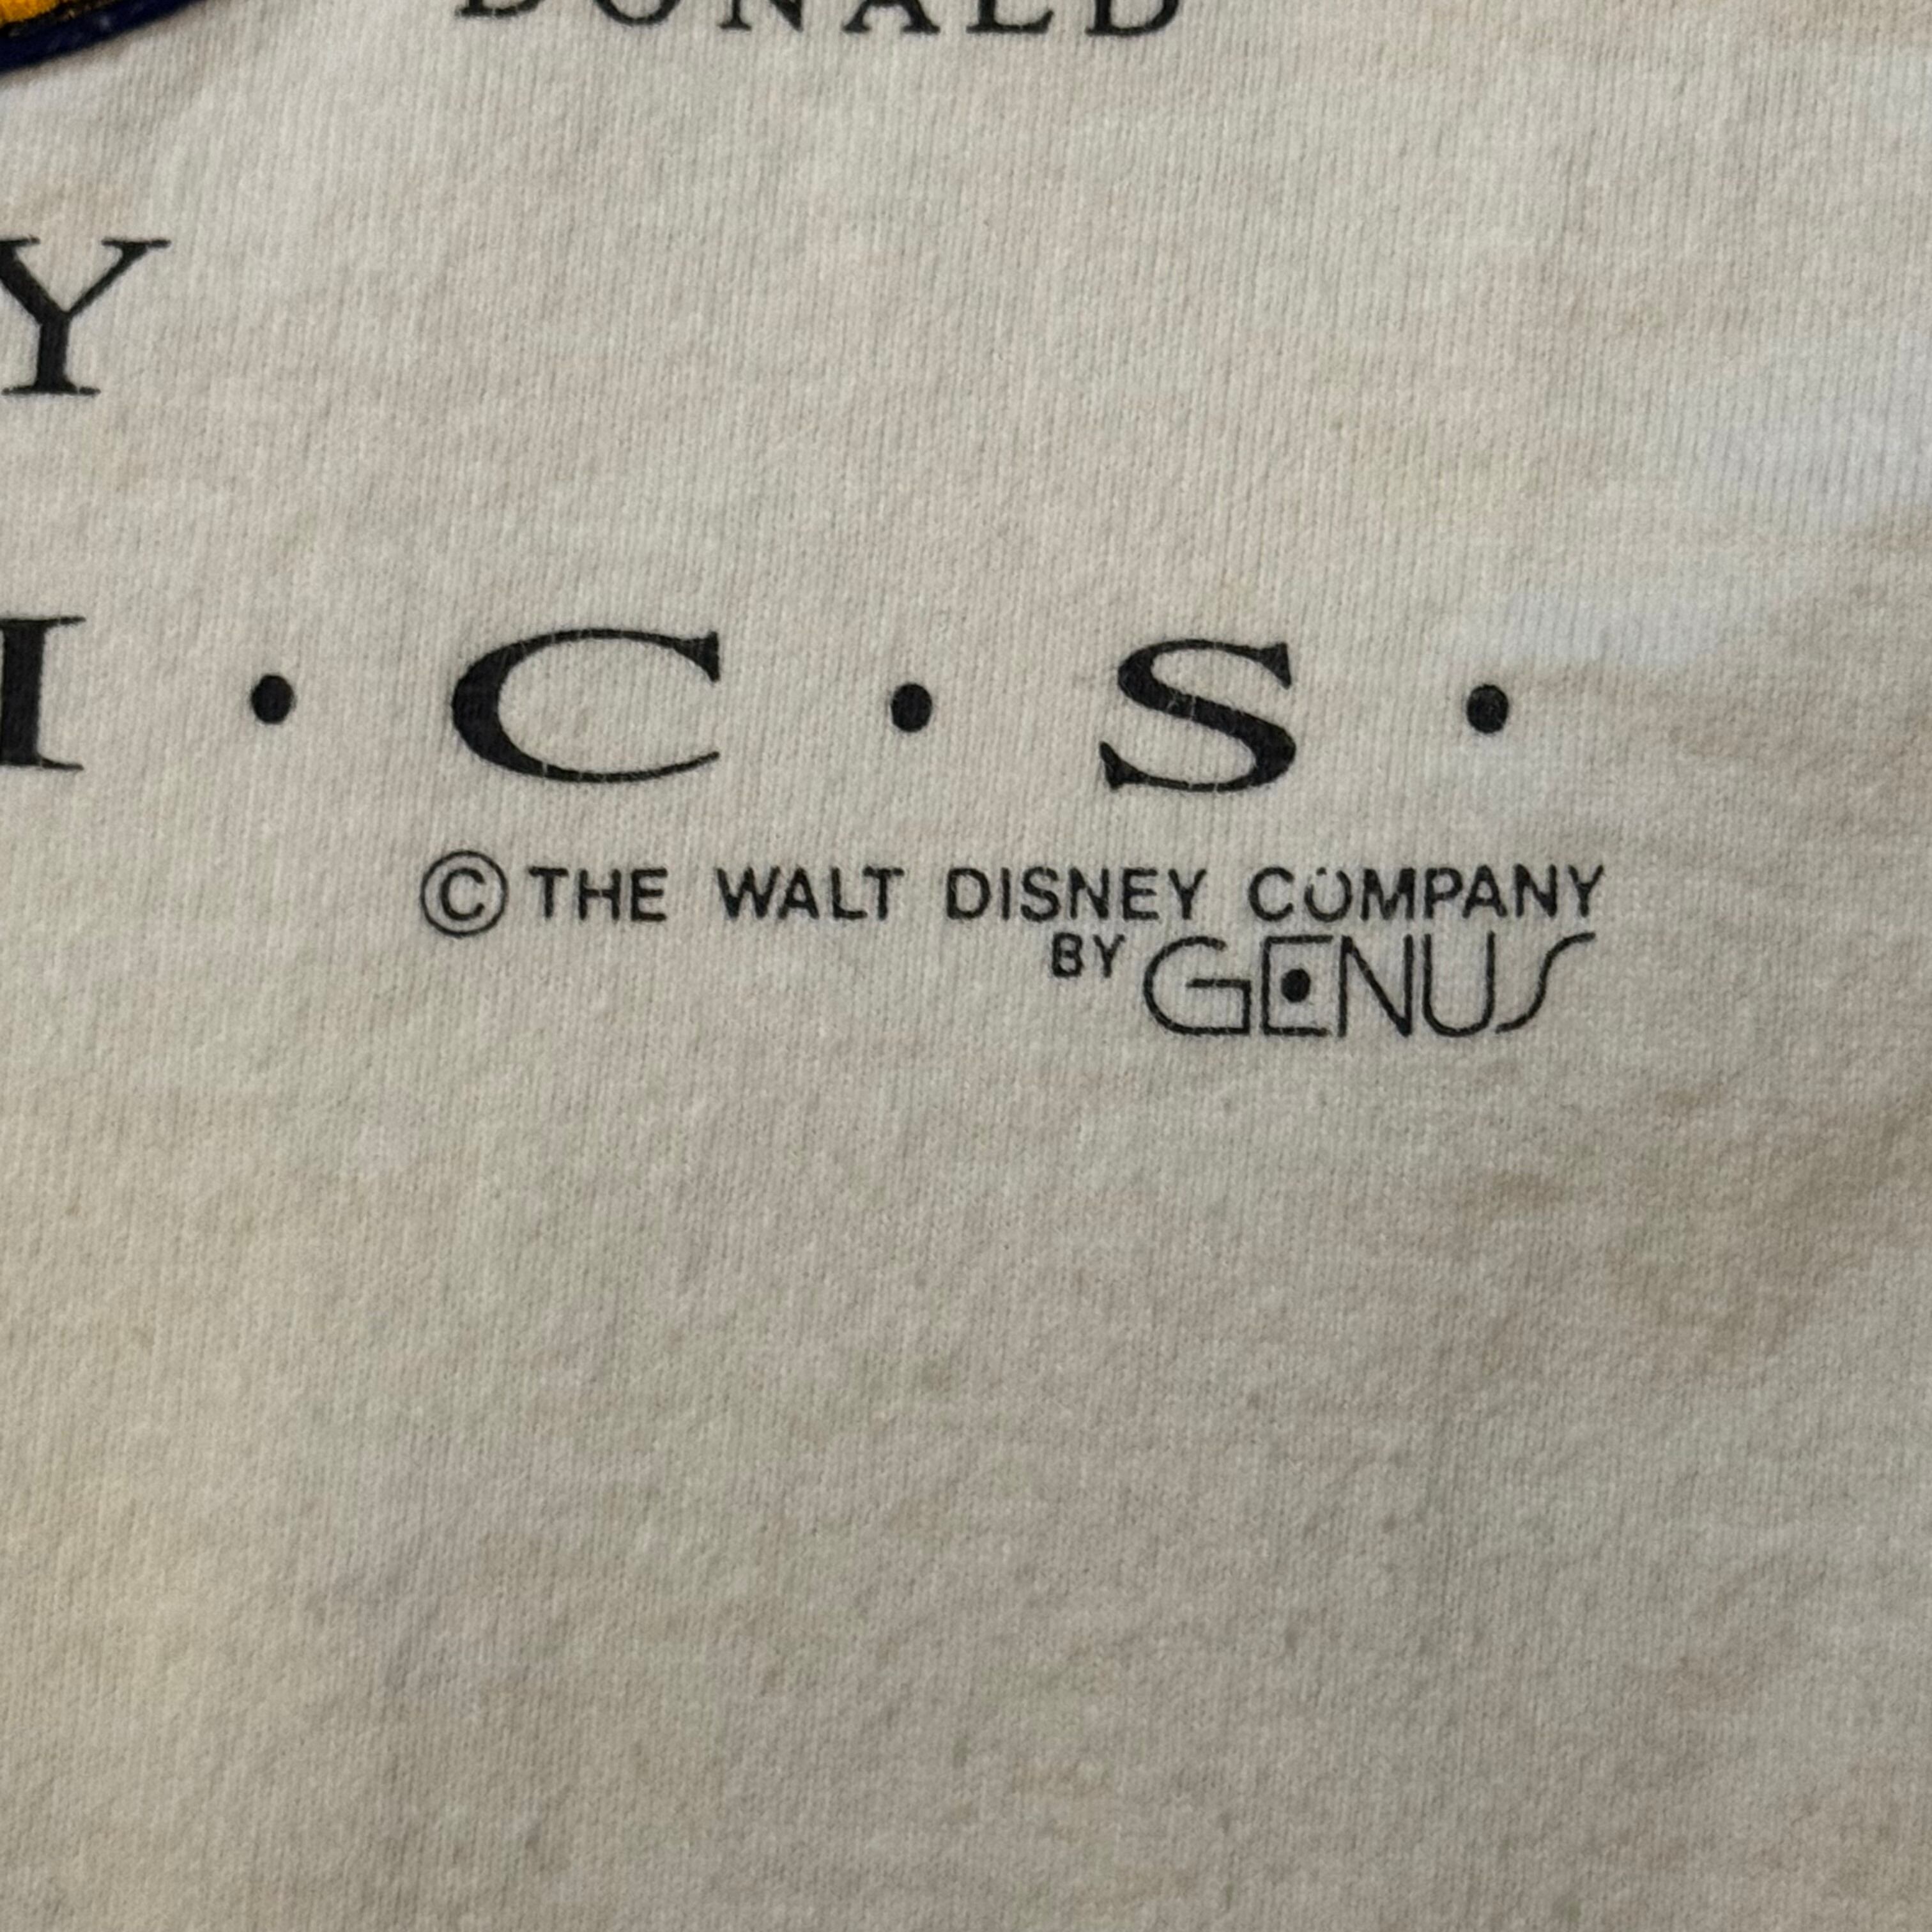 DONALD
Y
I · C · S ·
© THE WALT DISNEY COMPANY
BY GENUS